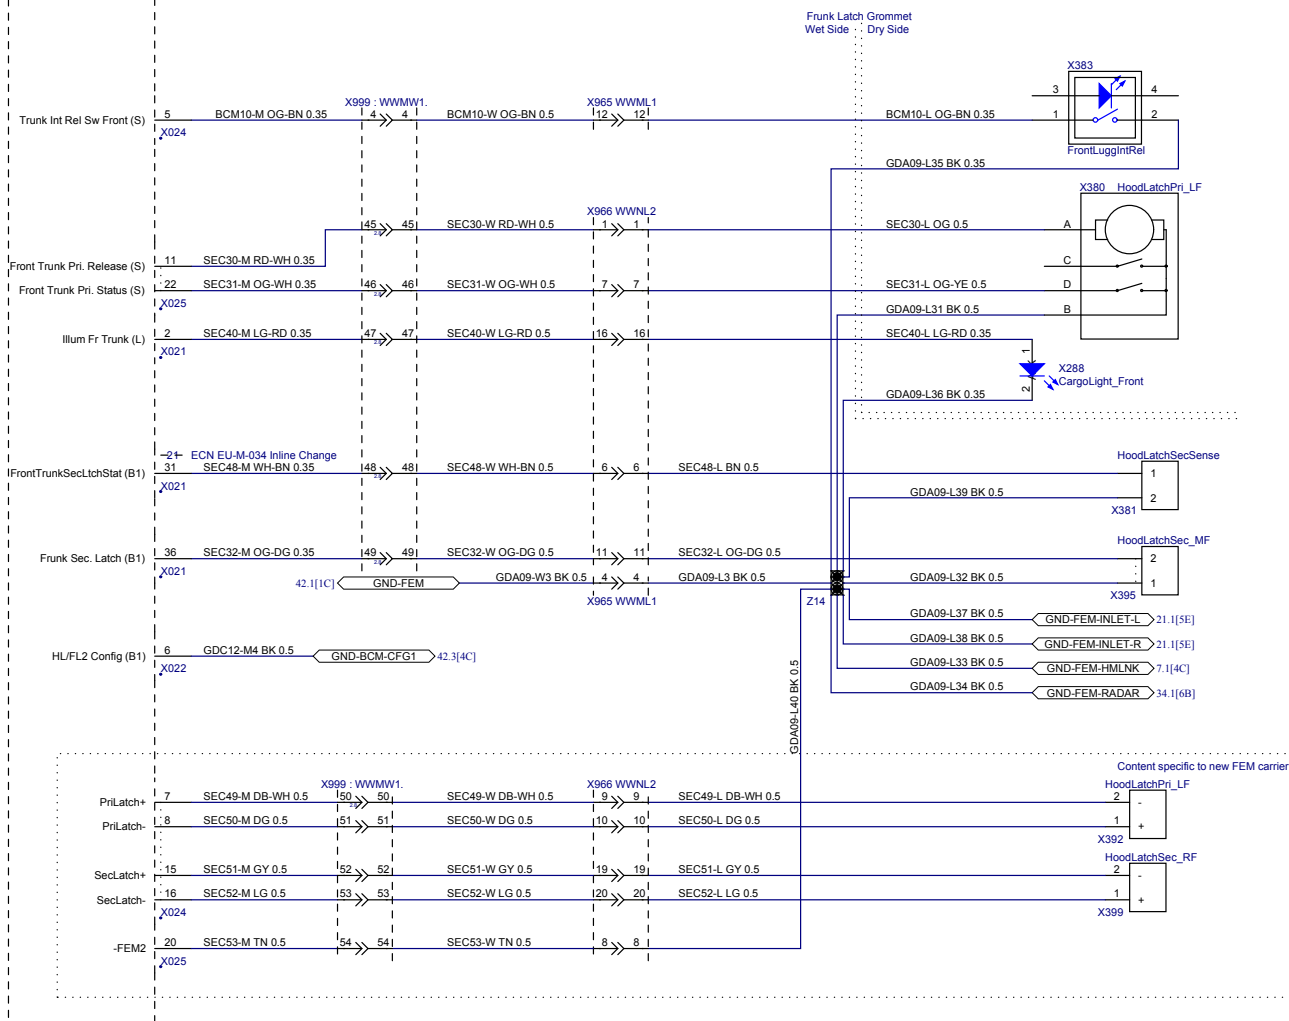 Frunk Latch Grommet
Wet Side Dry Side
X383
3 4
X999 : WWMW1. X965 WWML1
Trunk Int Rel Sw Front (S) 5 BCM10-M OG-BN 0.35 4 4 BCM10-W OG-BN 0.5 12 12 BCM10-L OG-BN 0.35 1 2
X024
FrontLuggIntRel
GDA09-L35 BK 0.35
X380 HoodLatchPri_LF
X966 WWNL2
45 45 SEC30-W RD-WH 0.5 1 1 SEC30-L OG 0.5 A
Front Trunk Pri. Release (S) 11 SEC30-M RD-WH 0.35 C
Front Trunk Pri. Status (S) 22 SEC31-M OG-WH 0.35 46 46 SEC31-W OG-WH 0.5 7 7 SEC31-L OG-YE 0.5 D
X025
GDA09-L31 BK 0.5 B
Illum Fr Trunk (L) 2 SEC40-M LG-RD 0.35 47 47 SEC40-W LG-RD 0.5 16 16 SEC40-L LG-RD 0.35
X021
1
X288
CargoLight_Front
2
GDA09-L36 BK 0.35
21 ECN EU-M-034 Inline Change
HoodLatchSecSense
FrontTrunkSecLtchStat (B1) 31 SEC48-M WH-BN 0.35 48 48 SEC48-W WH-BN 0.5 6 6 SEC48-L BN 0.5 1
X021
GDA09-L39 BK 0.5 2
X381
HoodLatchSec_MF
Frunk Sec. Latch (B1) 36 SEC32-M OG-DG 0.35 49 49 SEC32-W OG-DG 0.5 11 11 SEC32-L OG-DG 0.5 2
X021
42.1[1C] GND-FEM GDA09-W3 BK 0.5 4 4 GDA09-L3 BK 0.5 GDA09-L32 BK 0.5 1
X395
X965 WWML1 Z14
GDA09-L37 BK 0.5 GND-FEM-INLET-L 21.1[5E]
GDA09-L38 BK 0.5 GND-FEM-INLET-R 21.1[5E]
HL/FL2 Config (B1) 6 GDC12-M4 BK 0.5 GND-BCM-CFG1 42.3[4C]
X022
GDA09-L33 BK 0.5 GND-FEM-HMLNK 7.1[4C]
GDA09-L34 BK 0.5 GND-FEM-RADAR 34.1[6B]
GDA09-L40 BK 0.5
Content specific to new FEM carrier
X999 : WWMW1. X966 WWNL2 HoodLatchPri_LF
PriLatch+ 7 SEC49-M DB-WH 0.5 50 50 SEC49-W DB-WH 0.5 9 9 SEC49-L DB-WH 0.5 2 -
PriLatch- 8 SEC50-M DG 0.5 51 51 SEC50-W DG 0.5 10 10 SEC50-L DG 0.5 1 +
X392
HoodLatchSec_RF
SecLatch+ 15 SEC51-M GY 0.5 52 52 SEC51-W GY 0.5 19 19 SEC51-L GY 0.5 2 -
SecLatch- 16 SEC52-M LG 0.5 53 53 SEC52-W LG 0.5 20 20 SEC52-L LG 0.5 1 +
X024 X399
-FEM2 20 SEC53-M TN 0.5 54 54 SEC53-W TN 0.5 8 8
X025